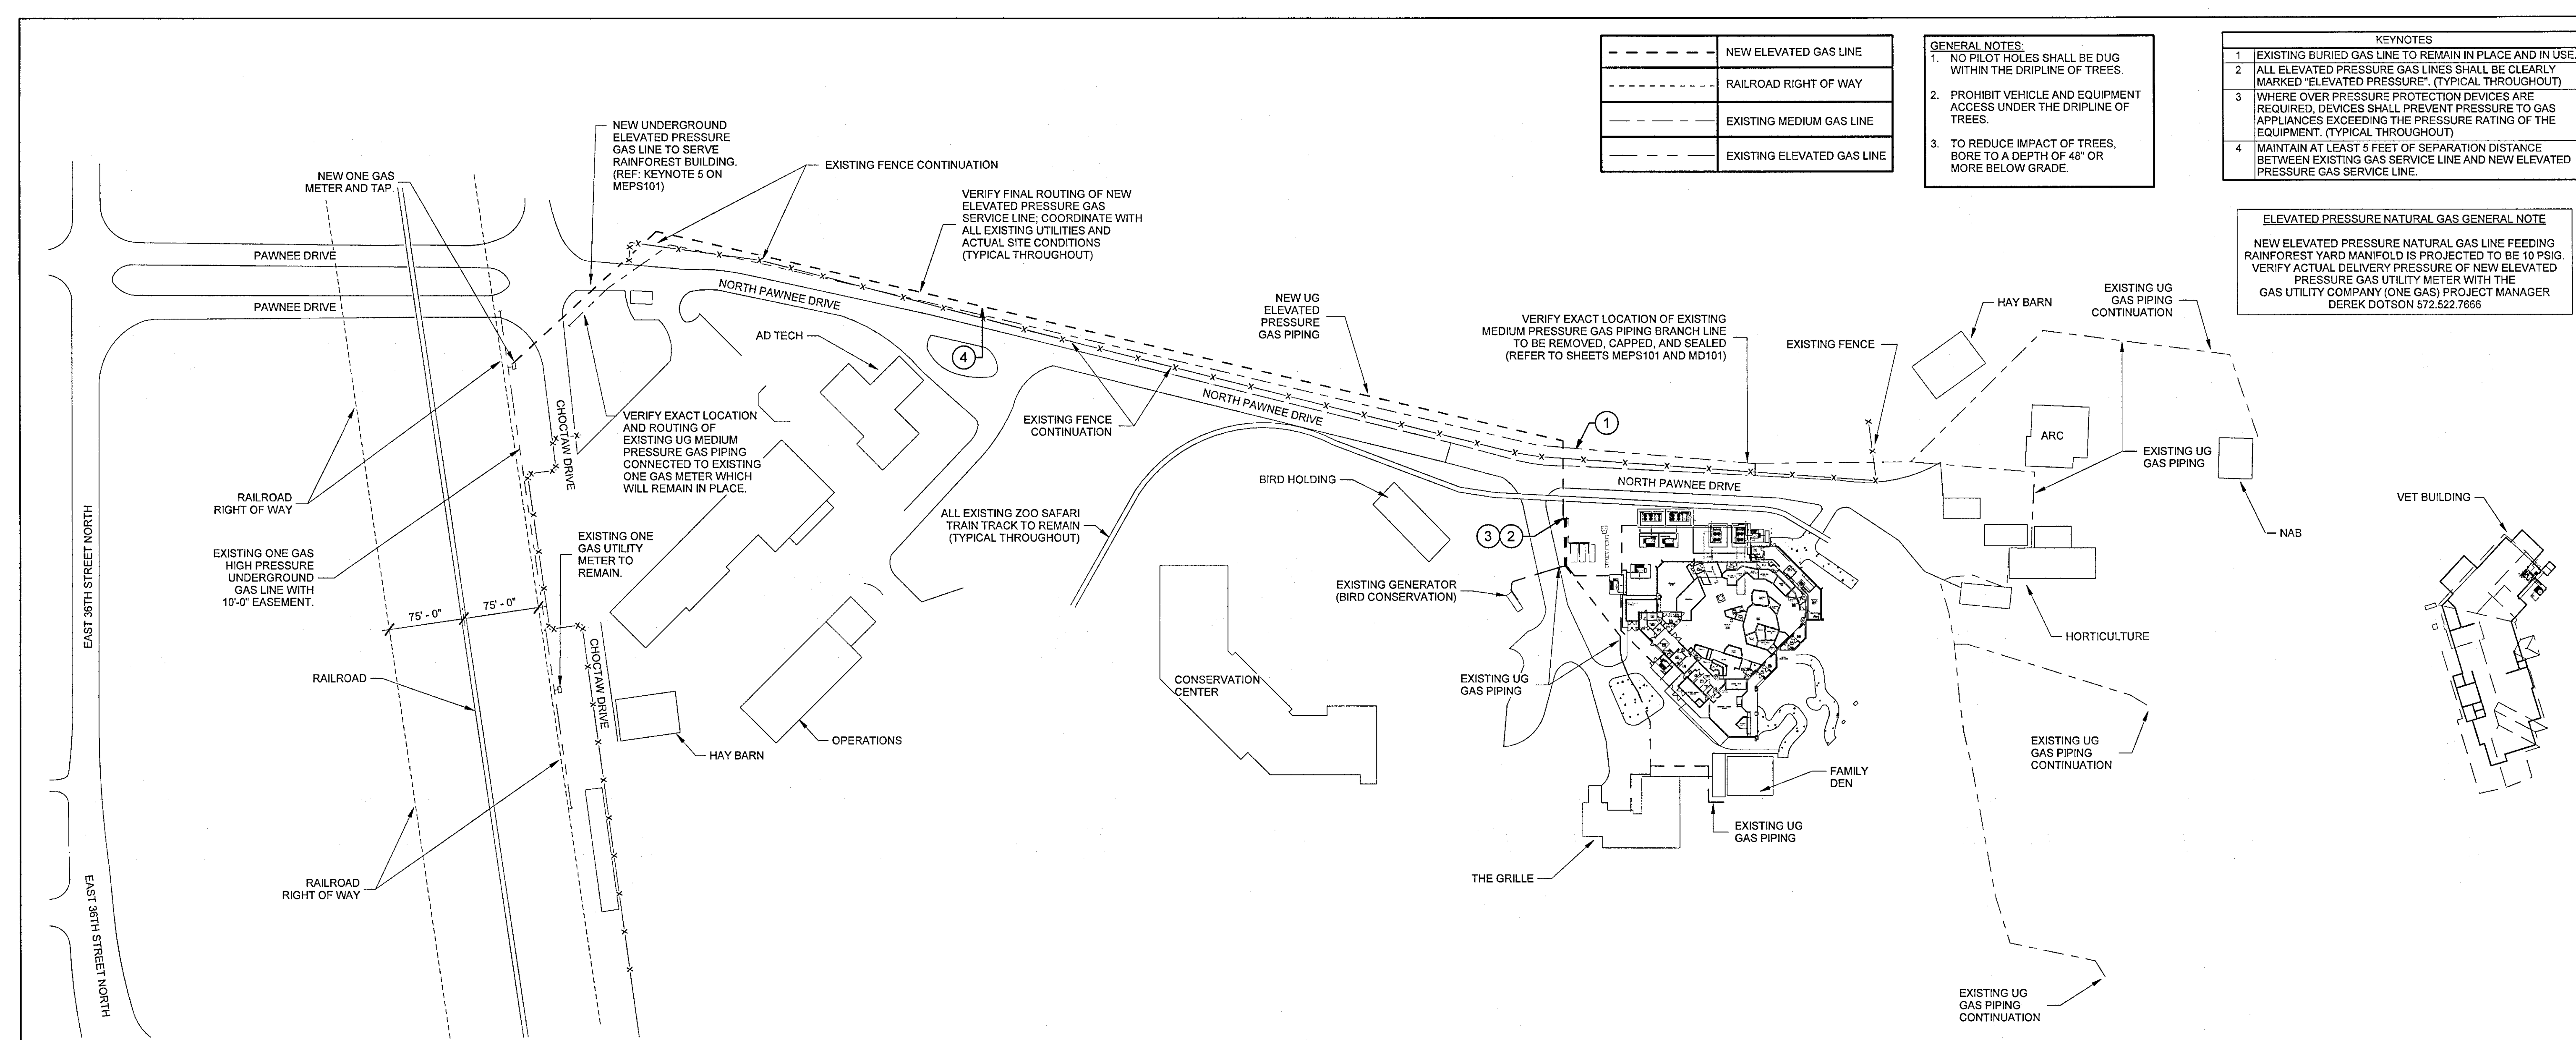 NEW ELEVATED GAS LINE
RAILROAD RIGHT OF WAY
EXISTING MEDIUM GAS LINE
EXISTING ELEVATED GAS LINE
GENERAL NOTES:
1. NO PILOT HOLES SHALL BE DUG
WITHIN THE DRIPLINE OF TREES.
2. PROHIBIT VEHICLE AND EQUIPMENT
ACCESS UNDER THE DRIPLINE OF
TREES.
3. TO REDUCE IMPACT OF TREES,
BORE TO A DEPTH OF 48" OR
MORE BELOW GRADE.
KEYNOTES
1 EXISTING BURIED GAS LINE TO REMAIN IN PLACE AND IN USE.
2 ALL ELEVATED PRESSURE GAS LINES SHALL BE CLEARLY
MARKED "ELEVATED PRESSURE". (TYPICAL THROUGHOUT)
3 WHERE OVER PRESSURE PROTECTION DEVICES ARE
REQUIRED, DEVICES SHALL PREVENT PRESSURE TO GAS
APPLIANCES EXCEEDING THE PRESSURE RATING OF THE
EQUIPMENT. (TYPICAL THROUGHOUT)
4 MAINTAIN AT LEAST 5 FEET OF SEPARATION DISTANCE
BETWEEN EXISTING GAS SERVICE LINE AND NEW ELEVATED
PRESSURE GAS SERVICE LINE.
ELEVATED PRESSURE NATURAL GAS GENERAL NOTE
NEW ELEVATED PRESSURE NATURAL GAS LINE FEEDING
RAINFOREST YARD MANIFOLD IS PROJECTED TO BE 10 PSIG.
VERIFY ACTUAL DELIVERY PRESSURE OF NEW ELEVATED
PRESSURE GAS UTILITY METER WITH THE
GAS UTILITY COMPANY (ONE GAS) PROJECT MANAGER
DEREK DOTSON 572.522.7666
NEW UNDERGROUND
ELEVATED PRESSURE
GAS LINE TO SERVE
RAINFOREST BUILDING.
(REF: KEYNOTE 5 ON
MEPS101)
NEW ONE GAS
METER AND TAP.
EXISTING FENCE CONTINUATION
VERIFY FINAL ROUTING OF NEW
ELEVATED PRESSURE GAS
SERVICE LINE; COORDINATE WITH
ALL EXISTING UTILITIES AND
ACTUAL SITE CONDITIONS
(TYPICAL THROUGHOUT)
PAWNEE DRIVE
PAWNEE DRIVE
NORTH PAWNEE DRIVE
AD TECH
4
NEW UG
ELEVATED
PRESSURE
GAS PIPING
VERIFY EXACT LOCATION OF EXISTING
MEDIUM PRESSURE GAS PIPING BRANCH LINE
TO BE REMOVED, CAPPED, AND SEALED
(REFER TO SHEETS MEPS101 AND MD101)
EXISTING FENCE
HAY BARN
EXISTING UG
GAS PIPING
CONTINUATION
CHOCTAW DRIVE
VERIFY EXACT LOCATION
AND ROUTING OF
EXISTING UG MEDIUM
PRESSURE GAS PIPING
CONNECTED TO EXISTING
ONE GAS METER WHICH
WILL REMAIN IN PLACE.
EXISTING FENCE
CONTINUATION
NORTH PAWNEE DRIVE
1
ARC
EXISTING UG
GAS PIPING
NORTH PAWNEE DRIVE
BIRD HOLDING
RAILROAD
RIGHT OF WAY
ALL EXISTING ZOO SAFARI
TRAIN TRACK TO REMAIN
(TYPICAL THROUGHOUT)
3 2
NAB
VET BUILDING
EAST 36TH STREET NORTH
EXISTING ONE GAS
HIGH PRESSURE
UNDERGROUND
GAS LINE WITH
10'-0" EASEMENT.
EXISTING ONE
GAS UTILITY
METER TO
REMAIN.
EXISTING GENERATOR
(BIRD CONSERVATION)
75' - 0"
75' - 0"
HORTICULTURE
CHOCTAW DRIVE
RAILROAD
CONSERVATION
CENTER
EXISTING UG
GAS PIPING
OPERATIONS
HAY BARN
EXISTING UG
GAS PIPING
CONTINUATION
FAMILY
DEN
EXISTING UG
GAS PIPING
THE GRILLE
RAILROAD
RIGHT OF WAY
EAST 36TH STREET NORTH
EXISTING UG
GAS PIPING
CONTINUATION